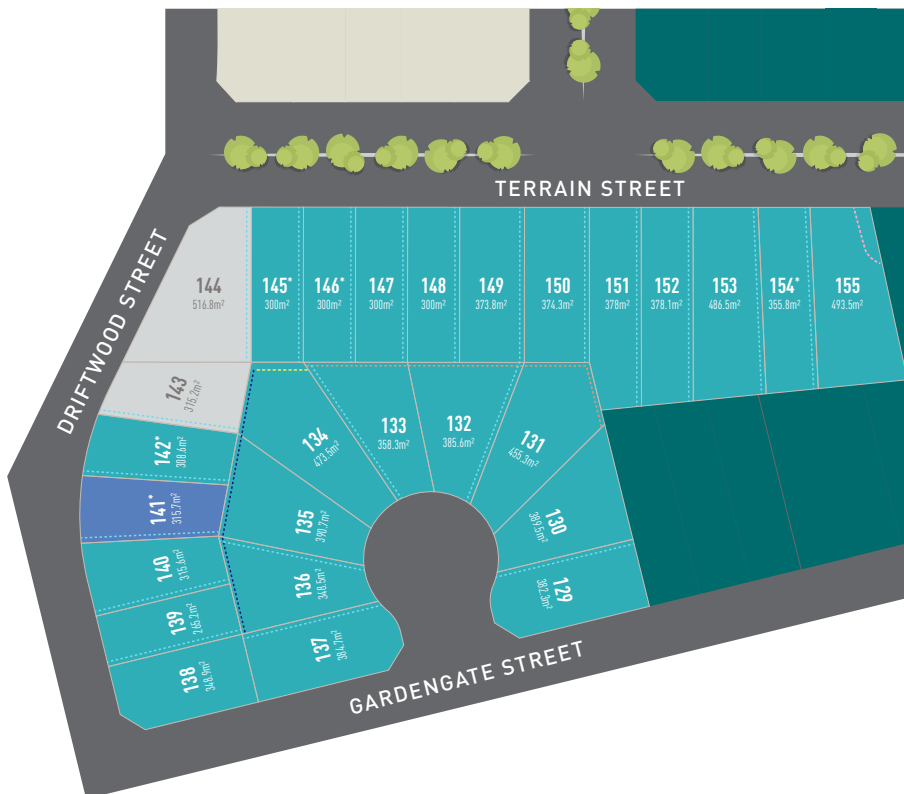 TERRAIN STREET
DRIFTWOOD STREET
144
516.8m²
145*
300m²
146*
300m²
147
300m²
148
300m²
149
373.8m²
150
374.3m²
151
378m²
152
378.1m²
153
486.5m²
154*
355.8m²
155
493.5m²
143
315.2m²
142*
308.6m²
141*
315.7m²
140
315.6m²
139
265.2m²
138
348.9m²
137
384.7m²
136
348.5m²
135
390.7m²
134
473.5m²
133
358.3m²
132
385.6m²
131
455.3m²
130
389.5m²
129
382.3m²
GARDENGATE STREET